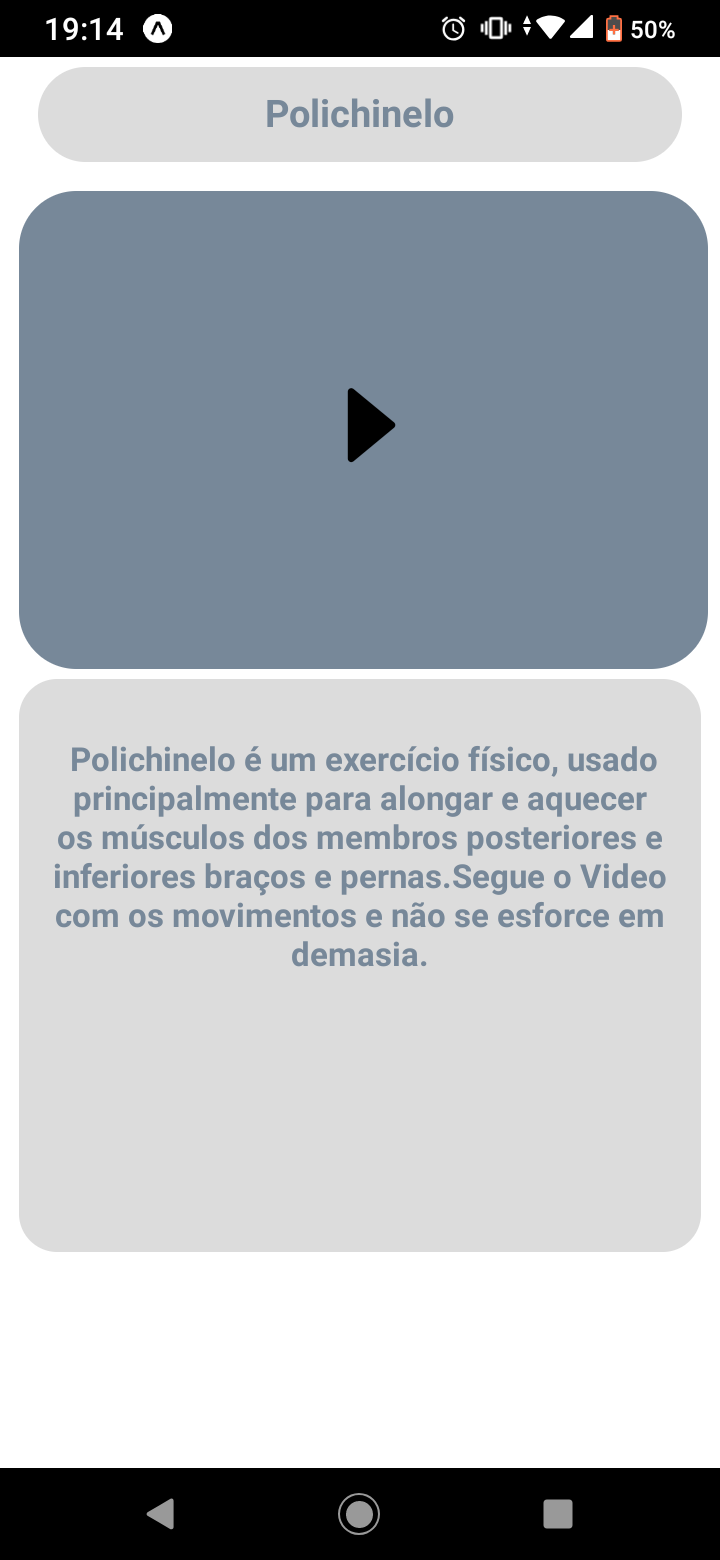 19:14
50%
Polichinelo
Polichinelo é um exercício físico, usado
principalmente para alongar e aquecer
os músculos dos membros posteriores e
inferiores braços e pernas.Segue o Video
com os movimentos e não se esforce em
demasia.